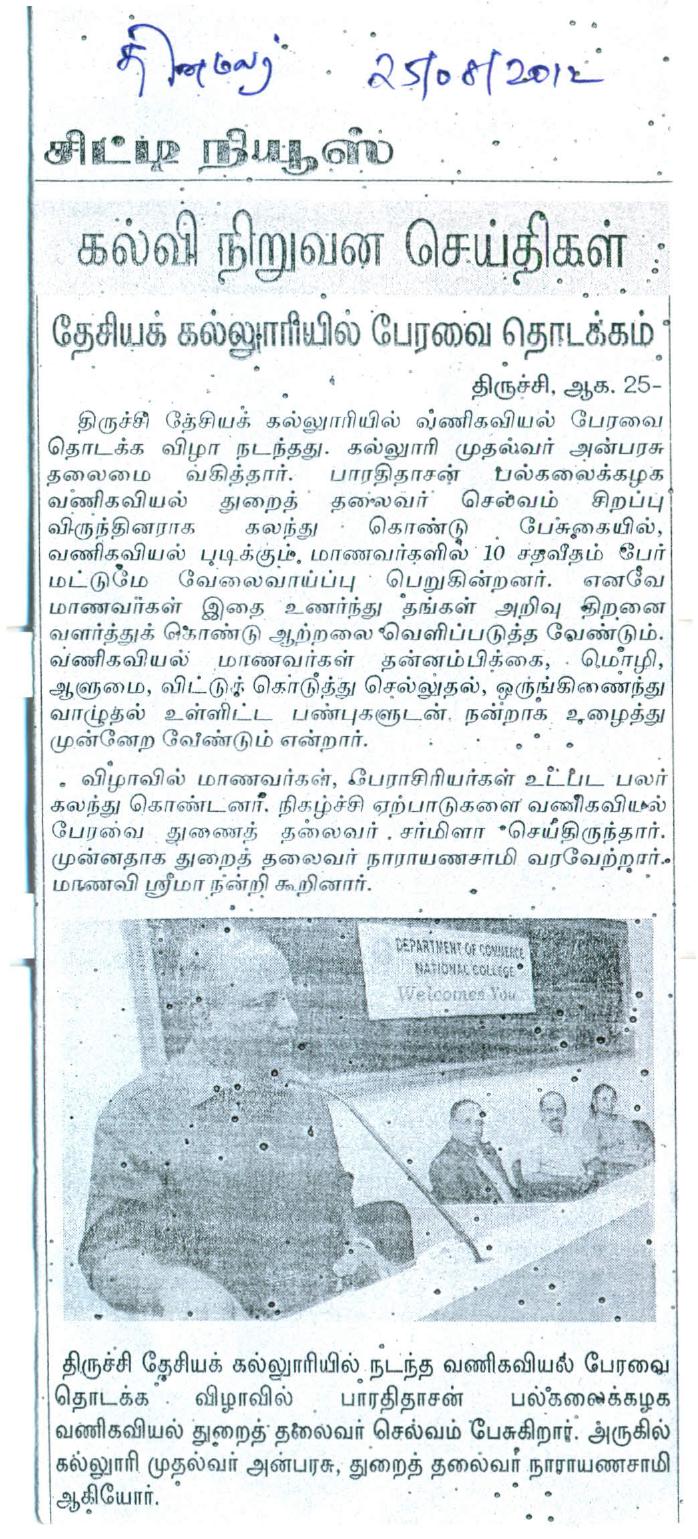 தினமலர் 25/08/2012
சிட்டி நியூஸ்
கல்வி நிறுவன செய்திகள்
தேசியக் கல்லூரியில் பேரவை தொடக்கம்
திருச்சி, ஆக. 25-
திருச்சி தேசியக் கல்லூரியில் வணிகவியல் பேரவை
தொடக்க விழா நடந்தது. கல்லூரி முதல்வர் அன்பரசு
தலைமை வகித்தார். பாரதிதாசன் பல்கலைக்கழக
வணிகவியல் துறைத் தலைவர் செல்வம் சிறப்பு
விருந்தினராக கலந்து கொண்டு பேசுகையில்,
வணிகவியல் படிக்கும் மாணவர்களில் 10 சதவீதம் பேர்
மட்டுமே வேலைவாய்ப்பு பெறுகின்றனர். எனவே
மாணவர்கள் இதை உணர்ந்து தங்கள் அறிவு திறனை
வளர்த்துக் கொண்டு ஆற்றலை வெளிப்படுத்த வேண்டும்.
வணிகவியல் மாணவர்கள் தன்னம்பிக்கை, மொழி,
ஆளுமை, விட்டுக் கொடுத்து செல்லுதல், ஒருங்கிணைந்து
வாழுதல் உள்ளிட்ட பண்புகளுடன் நன்றாக உழைத்து
முன்னேற வேண்டும் என்றார்.
விழாவில் மாணவர்கள், பேராசிரியர்கள் உட்பட பலர்
கலந்து கொண்டனர். நிகழ்ச்சி ஏற்பாடுகளை வணிகவியல்
பேரவை துணைத் தலைவர் சர்மிளா செய்திருந்தார்.
முன்னதாக துறைத் தலைவர் நாராயணசாமி வரவேற்றார்.
மாணவி ஸ்ரீமா நன்றி கூறினார்.
DEPARTMENT OF COMMERCE
NATIONAL COLLEGE
Welcomes You
திருச்சி தேசியக் கல்லூரியில் நடந்த வணிகவியல் பேரவை
தொடக்க விழாவில் பாரதிதாசன் பல்கலைக்கழக
வணிகவியல் துறைத் தலைவர் செல்வம் பேசுகிறார். அருகில்
கல்லூரி முதல்வர் அன்பரசு, துறைத் தலைவர் நாராயணசாமி
ஆகியோர்.